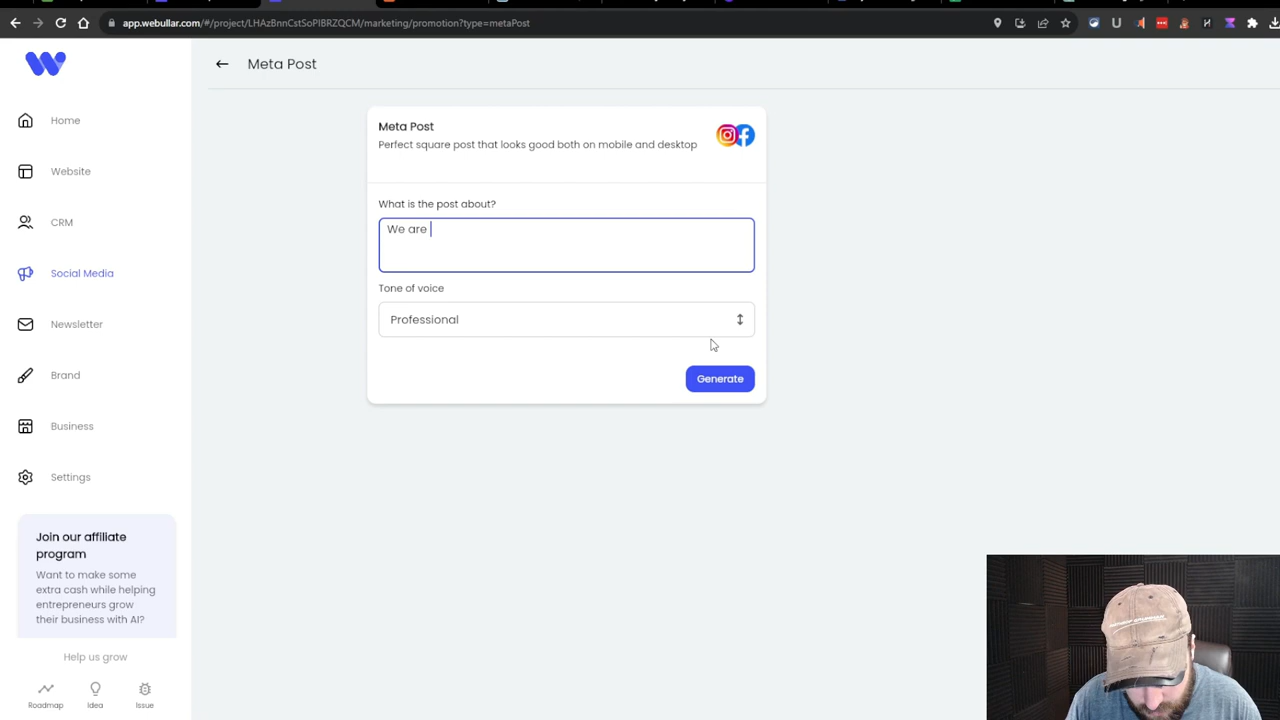 app.webullar.com/#/project/LHAzBnnCstSoPlBRZQCM/marketing/promotion?type=metaPost
Meta Post
Home
Website
CRM
Social Media
Newsletter
Brand
Business
Settings
Join our affiliate
program
Want to make some
extra cash while helping
entrepreneurs grow
their business with AI?
Help us grow
Roadmap
Idea
Issue
Meta Post
Perfect square post that looks good both on mobile and desktop
What is the post about?
We are
Tone of voice
Professional
Generate